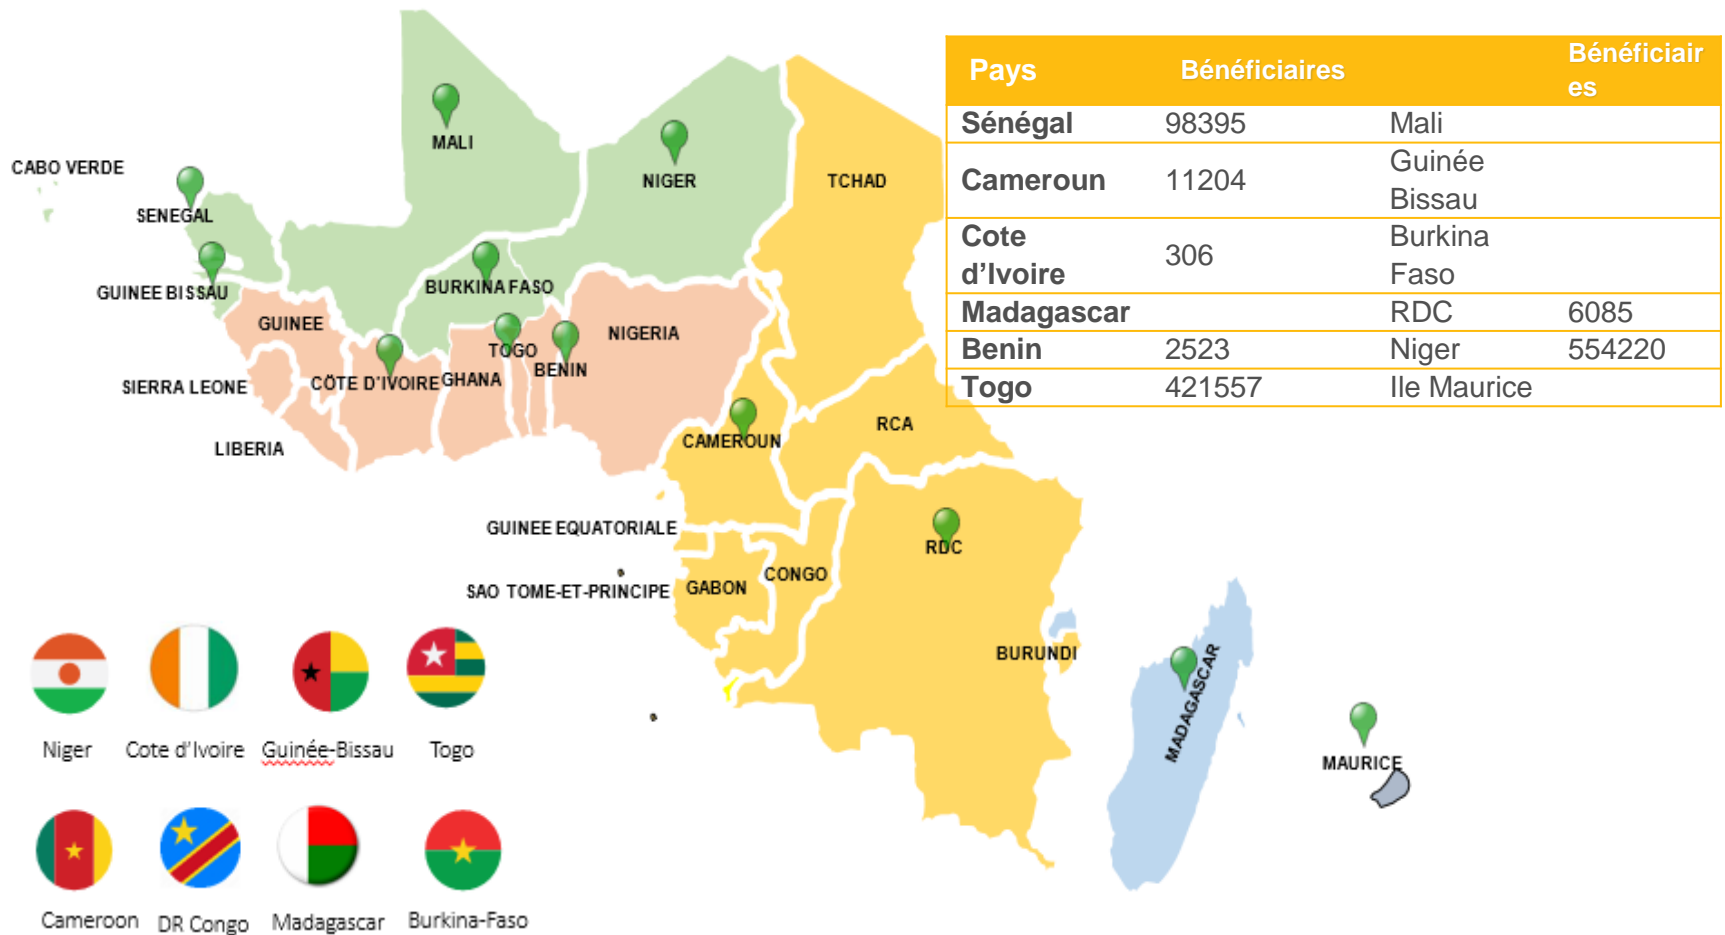 Pays Bénéficiaires Bénéficiair
es
Sénégal 98395 Mali
Cameroun 11204 Guinée
Bissau
Cote
d’Ivoire 306 Burkina
Faso
Madagascar RDC 6085
Benin 2523 Niger 554220
Togo 421557 Ile Maurice
MALI
CABO VERDE
NIGER
TCHAD
SENEGAL
GUINEE BISSAU
BURKINA FASO
GUINEE
NIGERIA
TOGO
BENIN
SIERRA LEONE
CÖTE D'IVOIRE
GHANA
LIBERIA
CAMEROUN
RCA
GUINEE EQUATORIALE
RDC
SAO TOME-ET-PRINCIPE
GABON
CONGO
BURUNDI
MADAGASCAR
MAURICE
Niger Cote d’Ivoire Guinée-Bissau Togo
Cameroon DR Congo Madagascar Burkina-Faso